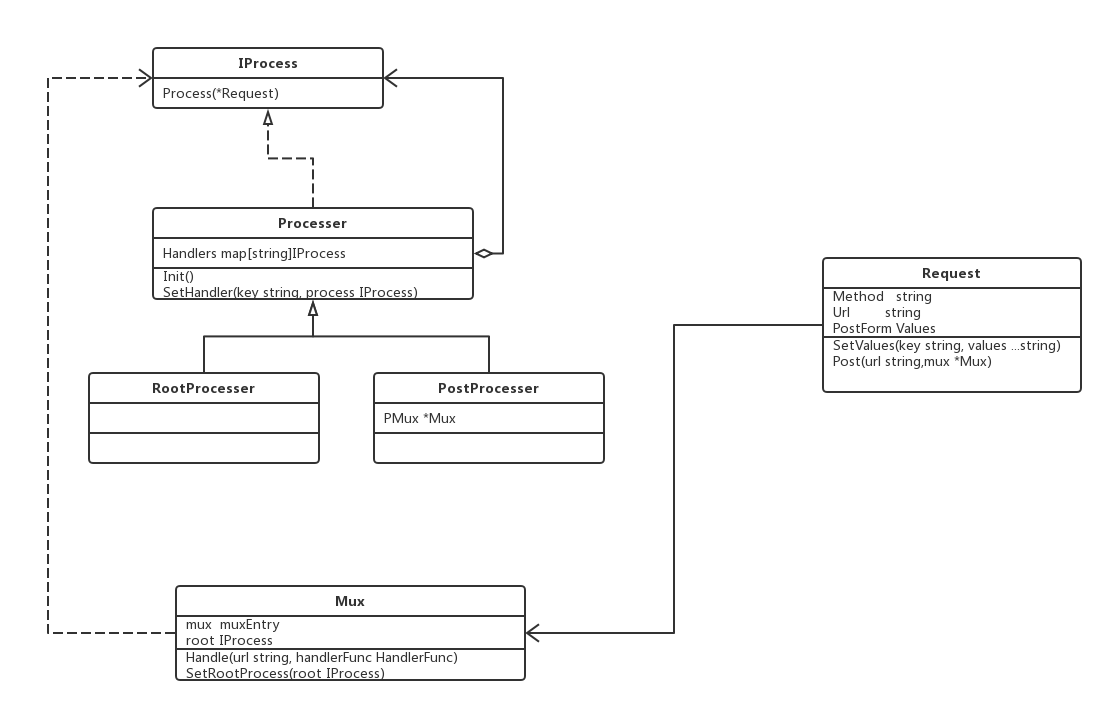 IProcess
Process(*Request)
Processer
Handlers map[string]IProcess
Init()
SetHandler(key string, process IProcess)
Request
Method string
Url string
PostForm Values
SetValues(key string, values ...string)
Post(url string,mux *Mux)
RootProcesser
PostProcesser
PMux *Mux
Mux
mux muxEntry
root IProcess
Handle(url string, handlerFunc HandlerFunc)
SetRootProcess(root IProcess)